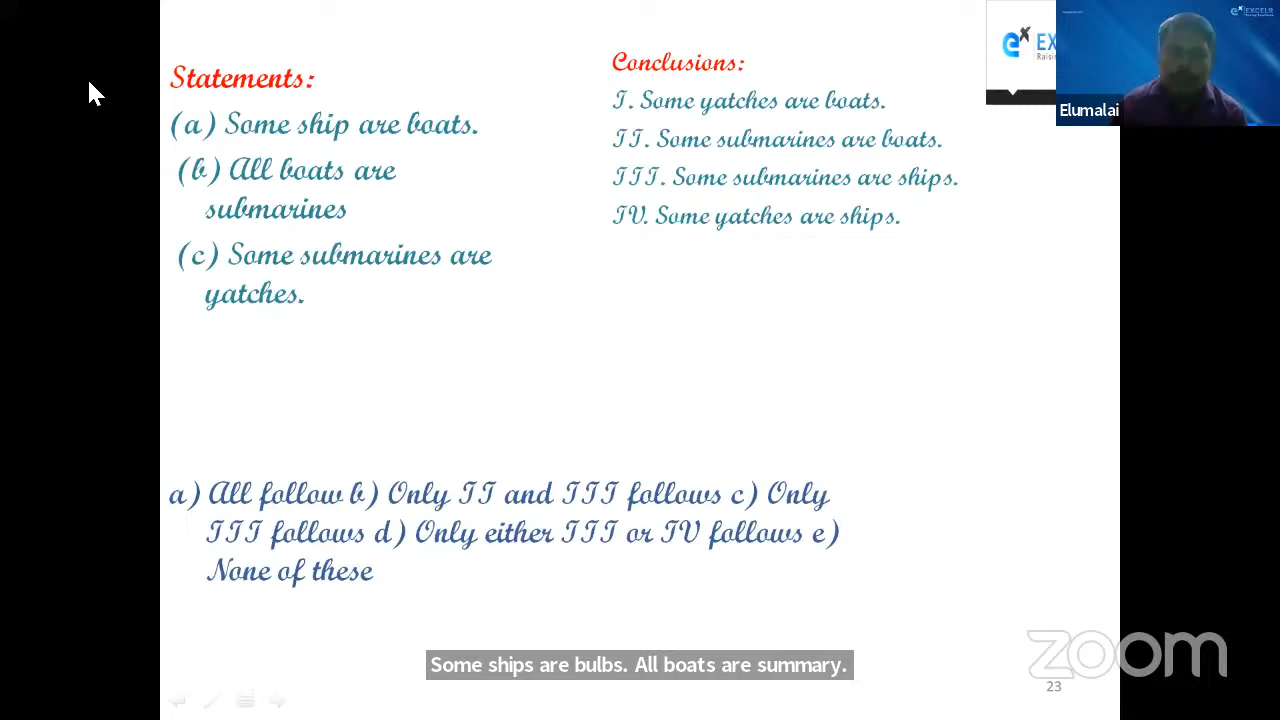 Statements:
(a) Some ship are boats.
(b) All boats are
submarines
(c) Some submarines are
yatches.
Conclusions:
I. Some yatches are boats.
II. Some submarines are boats.
III. Some submarines are ships.
IV. Some yatches are ships.
a) All follow b) Only II and III follows c) Only
III follows d) Only either III or IV follows e)
None of these
Some ships are bulbs. All boats are summary.
EX
Raisi
EXCELR
Elumalai
zoom
23